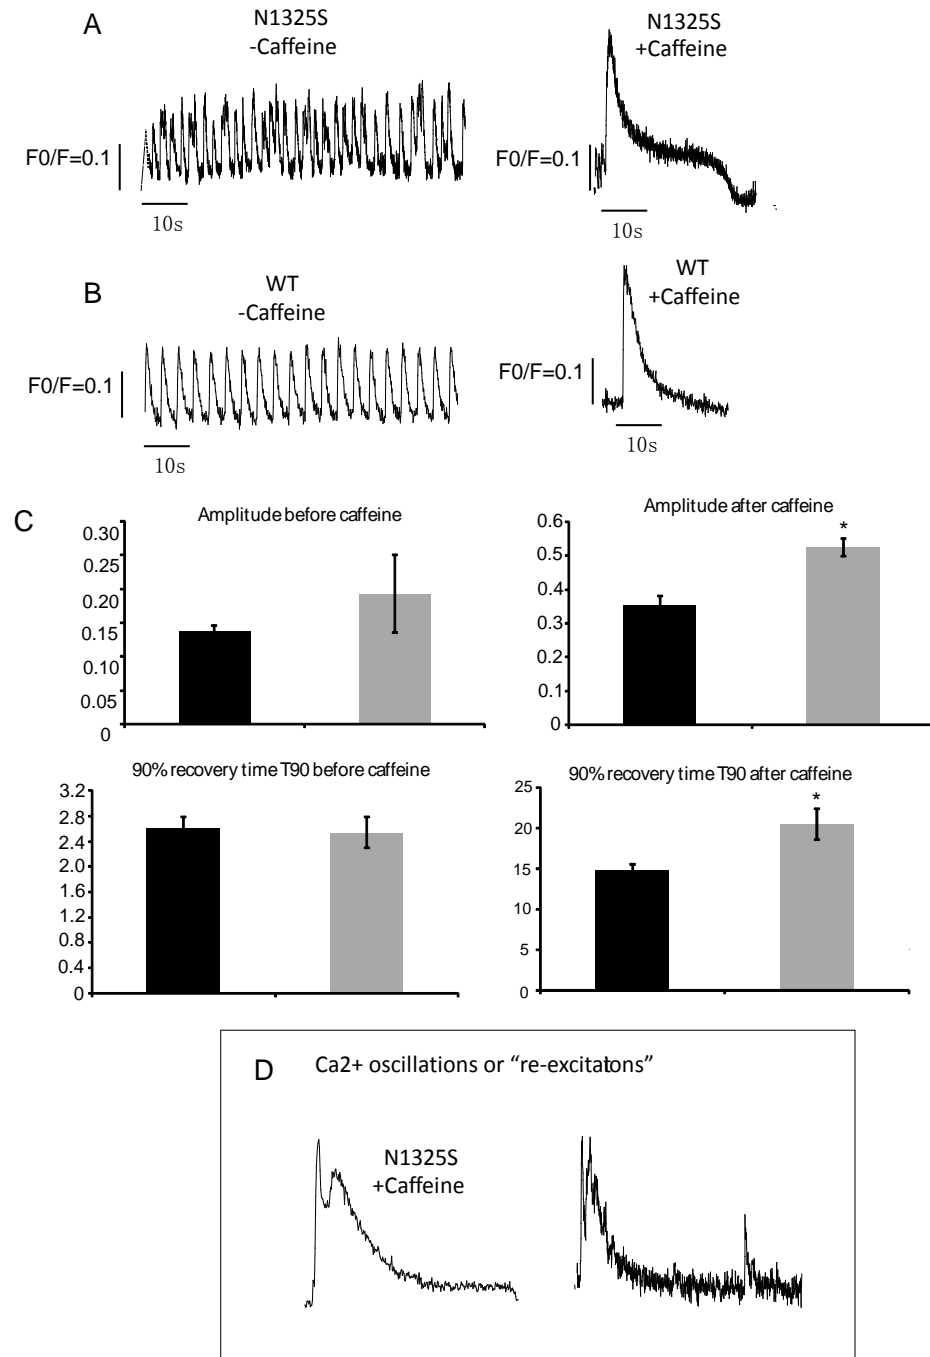 A
N1325S
-Caffeine
N1325S
+Caffeine
F0/F=0.1
F0/F=0.1
10s
10s
B
WT
-Caffeine
WT
+Caffeine
F0/F=0.1
F0/F=0.1
10s
10s
C
Amplitude before caffeine
0.30
0.25
0.20
0.15
0.10
0.05
0
Amplitude after caffeine
*
0.6
0.5
0.4
0.3
0.2
0.1
0
90% recovery time T90 before caffeine
3.2
2.8
2.4
2.0
1.6
1.2
0.8
0.4
0
90% recovery time T90 after caffeine
*
25
20
15
10
5
0
D
Ca2+ oscillations or “re-excitatons”
N1325S
+Caffeine